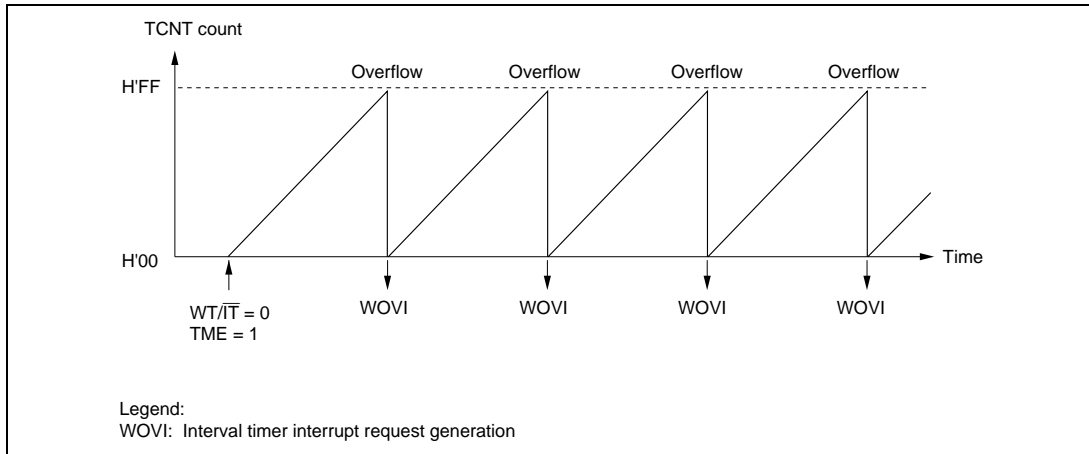 TCNT count
Overflow Overflow Overflow Overflow
H'FF
H'00
Time
WT/I̅T̅ = 0
TME = 1
WOVI WOVI WOVI WOVI
Legend:
WOVI: Interval timer interrupt request generation